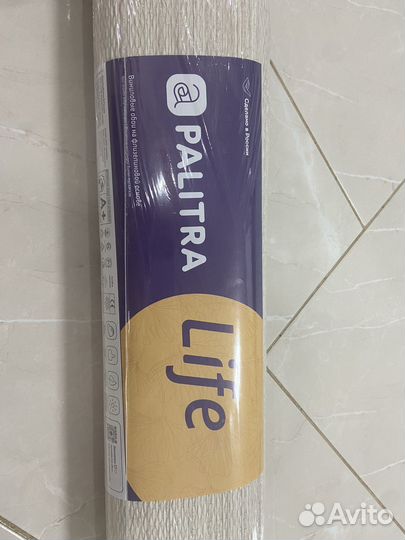 Сделано в России
PALITRA
Виниловые обои на флизелиновой основе
A+
Life
Avito